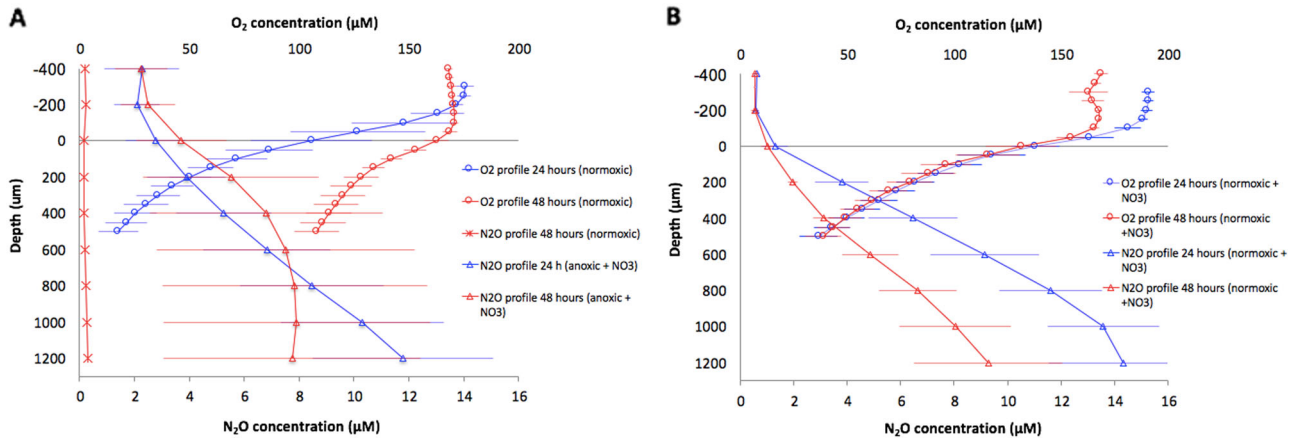 A
O₂ concentration (µM)
0 50 100 150 200
-400
-200
0
200
400
600
800
1000
1200
Depth (µm)
O2 profile 24 hours (normoxic)
O2 profile 48 hours (normoxic)
N2O profile 48 hours (normoxic)
N2O profile 24 h (anoxic + NO3)
N2O profile 48 hours (anoxic +
NO3)
0 2 4 6 8 10 12 14 16
N₂O concentration (µM)
B
O₂ concentration (µM)
0 50 100 150 200
-400
-200
0
200
400
600
800
1000
1200
Depth (µm)
O2 profile 24 hours (normoxic +
NO3)
O2 profile 48 hours (normoxic
+NO3)
N2O profile 24 hours (normoxic +
NO3)
N2O profile 48 hours (normoxic
+NO3)
0 2 4 6 8 10 12 14 16
N₂O concentration (µM)